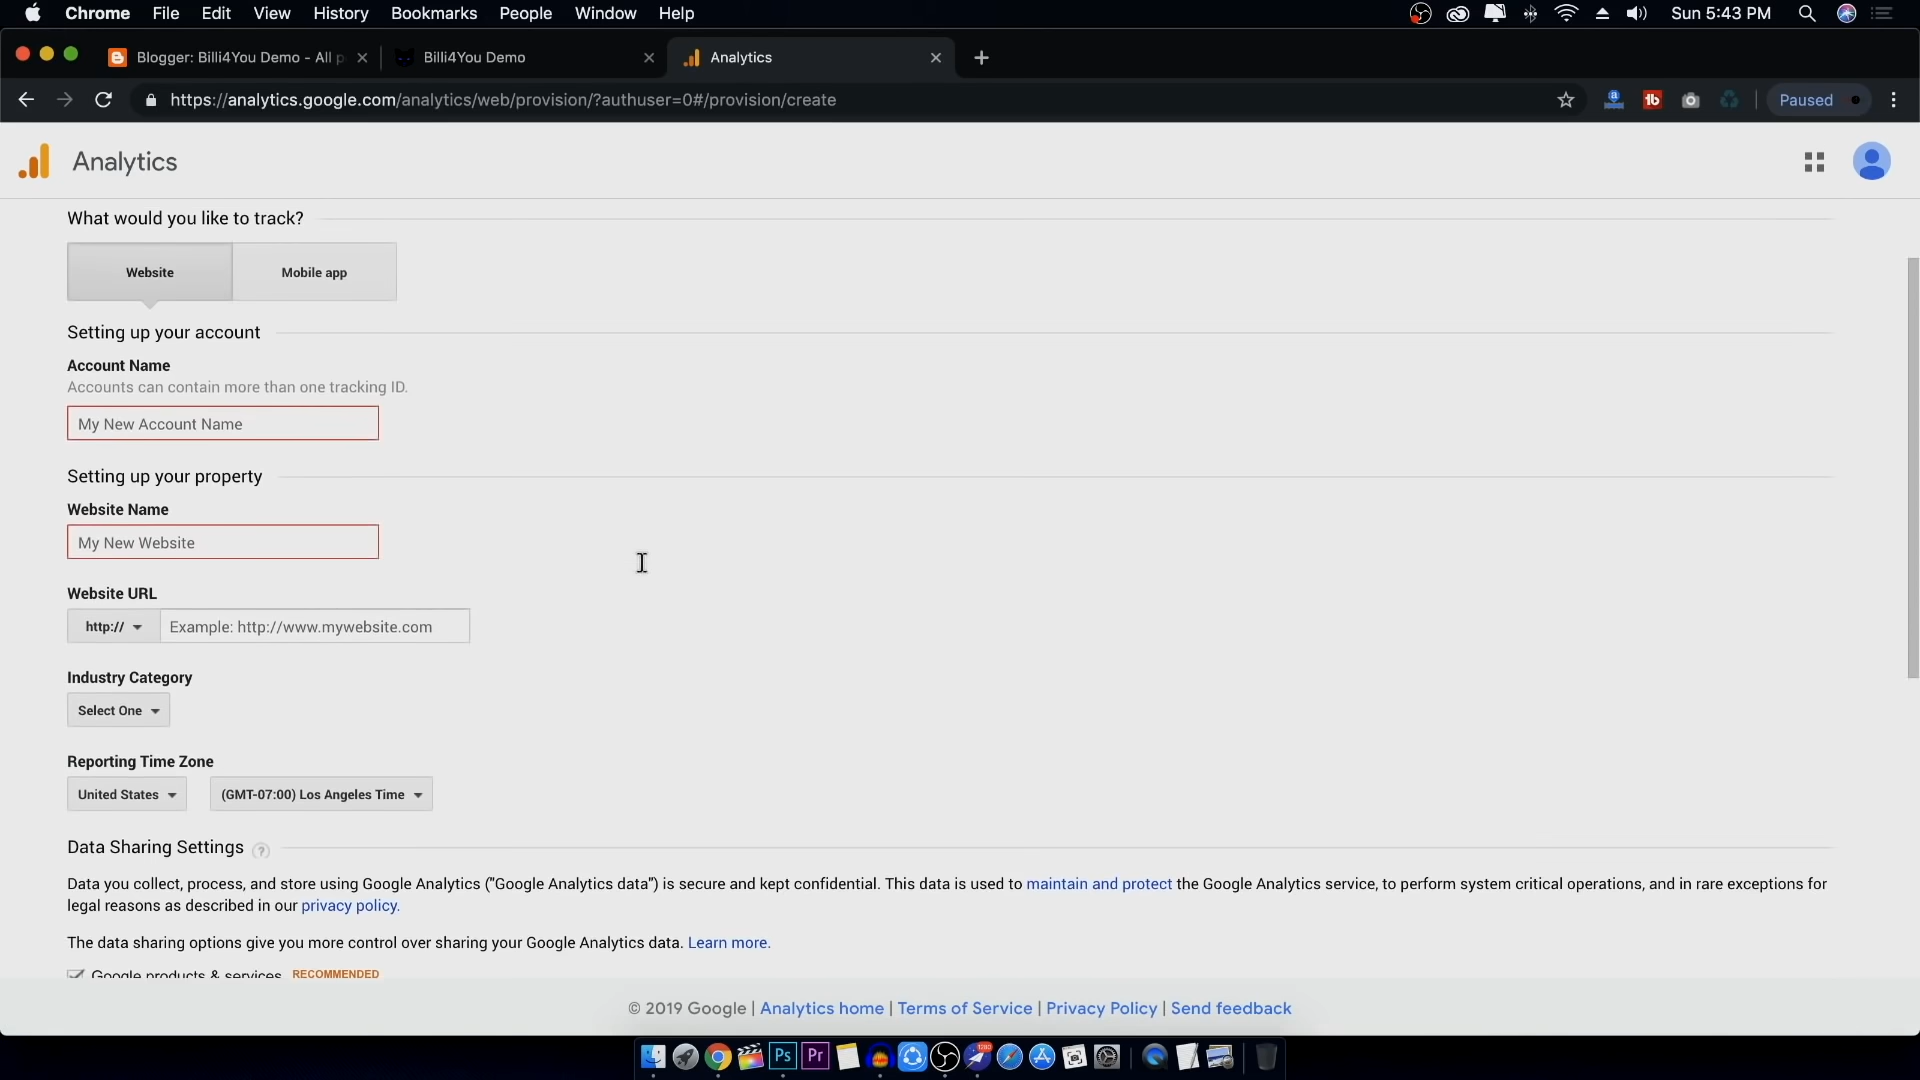 Chrome File Edit View History Bookmarks People Window Help Sun 5:43 PM
Blogger: Billi4You Demo - All Billi4You Demo Analytics
https://analytics.google.com/analytics/web/provision/?authuser=0#/provision/create Paused
Analytics
What would you like to track?
Website Mobile app
Setting up your account
Account Name
Accounts can contain more than one tracking ID.
My New Account Name
Setting up your property
Website Name
My New Website
Website URL
http:// Example: http://www.mywebsite.com
Industry Category
Select One
Reporting Time Zone
United States (GMT-07:00) Los Angeles Time
Data Sharing Settings ?
Data you collect, process, and store using Google Analytics ("Google Analytics data") is secure and kept confidential. This data is used to maintain and protect the Google Analytics service, to perform system critical operations, and in rare exceptions for
legal reasons as described in our privacy policy.
The data sharing options give you more control over sharing your Google Analytics data. Learn more.
Google products & services RECOMMENDED
© 2019 Google | Analytics home | Terms of Service | Privacy Policy | Send feedback
Ps Pr